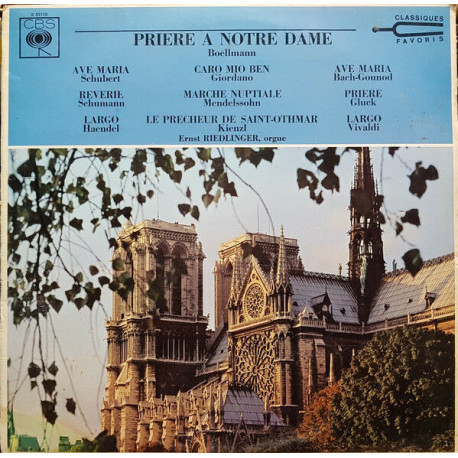 CBS
CLASSIQUES
FAVORIS
PRIERE A NOTRE DAME
Boellmann
AVE MARIA
Schubert
CARO MIO BEN
Giordano
AVE MARIA
Bach-Gounod
REVERIE
Schumann
MARCHE NUPTIALE
Mendelssohn
PRIERE
Gluck
LARGO
Haendel
LE PRECHEUR DE SAINT-OTHMAR
Kienzl
LARGO
Vivaldi
Ernst RIEDLINGER, orgue